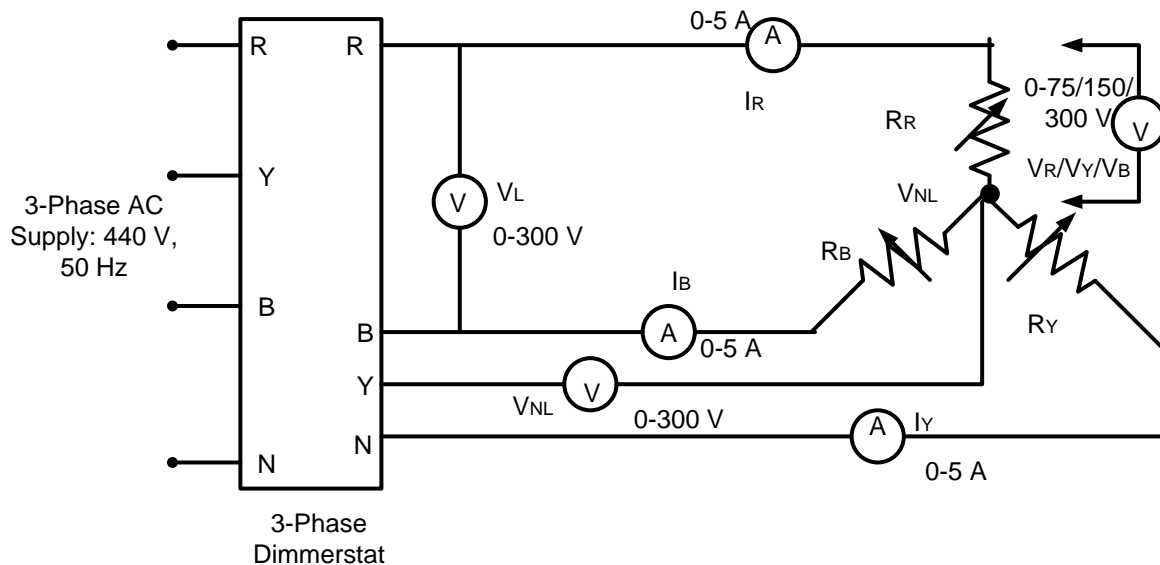 0-5 A
A
R
R
IR
0-75/150/
300 V
V
RR
VR/VY/VB
Y
3-Phase AC
Supply: 440 V,
50 Hz
V
VL
0-300 V
VNL
RB
B
IB
RY
B
A
0-5 A
Y
VNL
V
0-300 V
N
A
IY
0-5 A
N
3-Phase
Dimmerstat